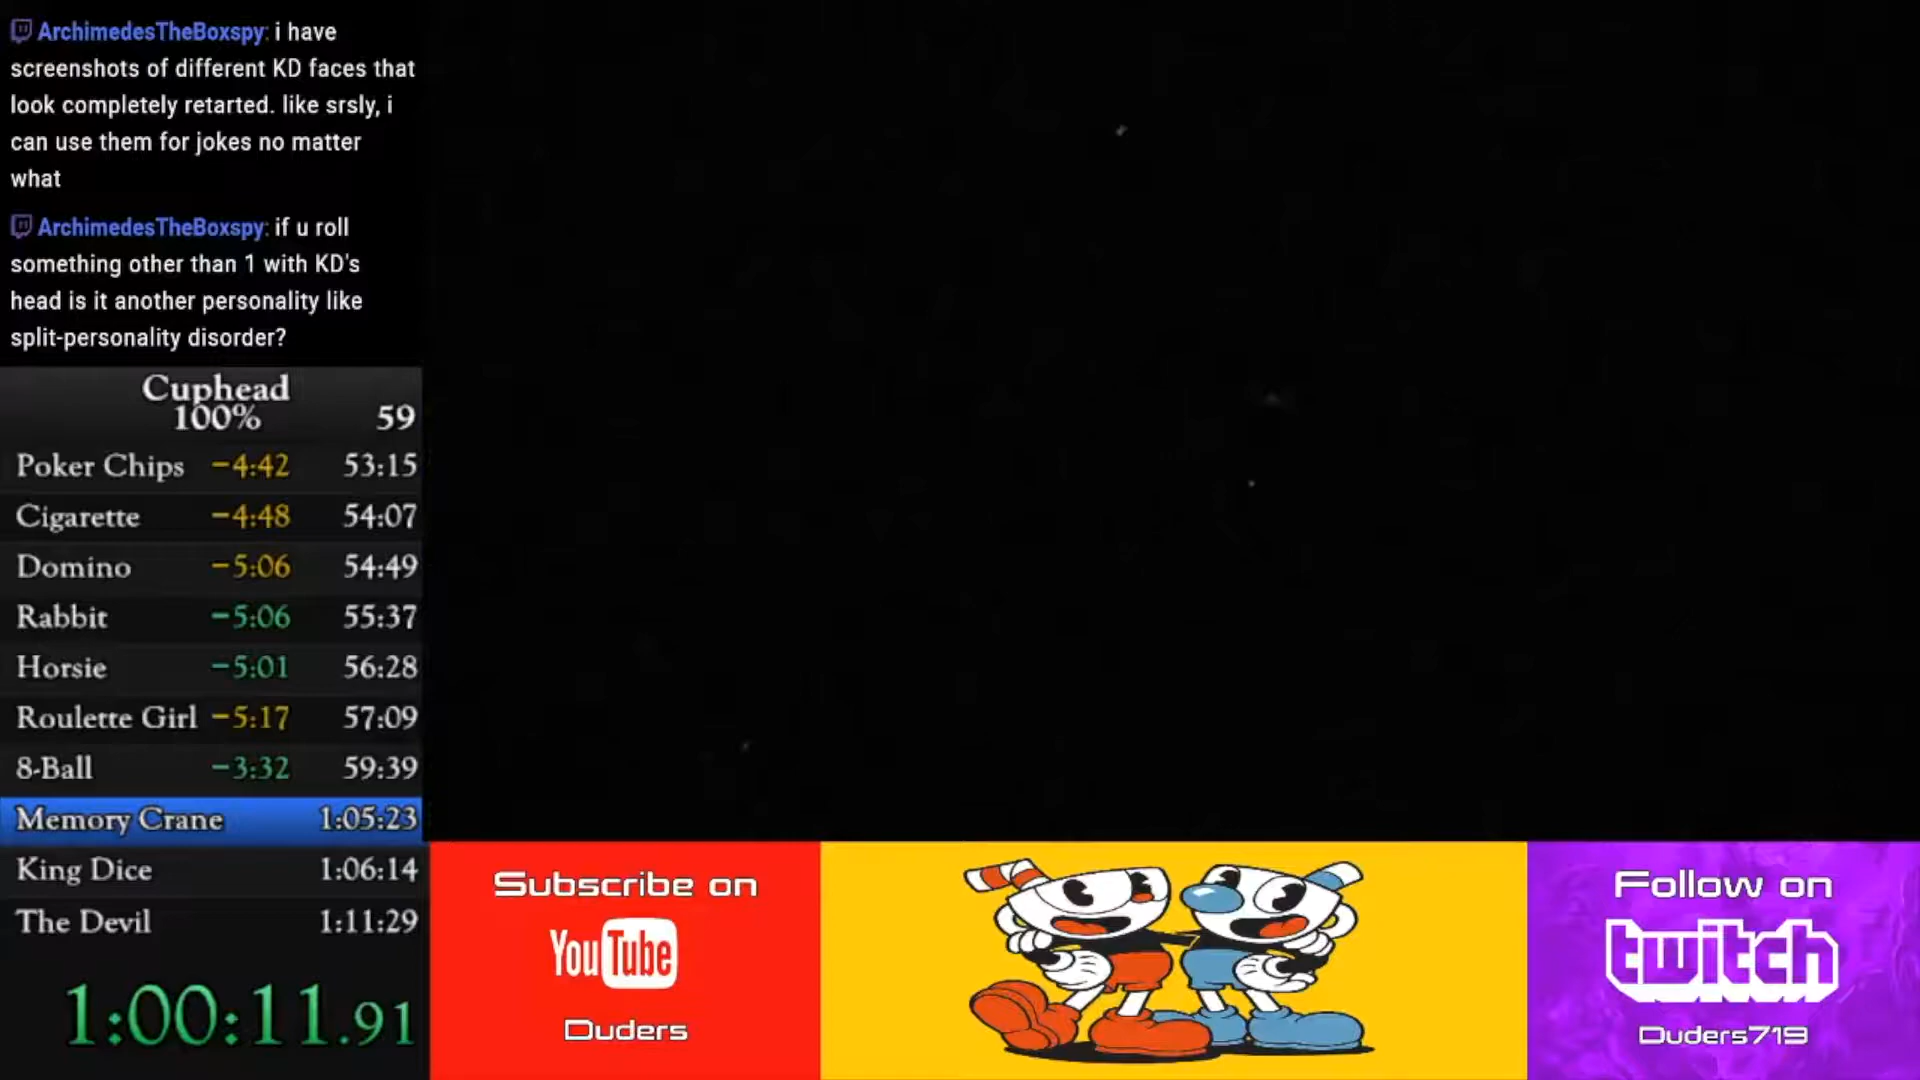 ArchimedesTheBoxspy: i have
screenshots of different KD faces that
look completely retarted. like srsly, i
can use them for jokes no matter
what
ArchimedesTheBoxspy: if u roll
something other than 1 with KD's
head is it another personality like
split-personality disorder?
Cuphead
100% 59
Poker Chips -4:42 53:15
Cigarette -4:48 54:07
Domino -5:06 54:49
Rabbit -5:06 55:37
Horsie -5:01 56:28
Roulette Girl -5:17 57:09
8-Ball -3:32 59:39
Memory Crane 1:05:23
King Dice 1:06:14
The Devil 1:11:29
1:00:11.91
Subscribe on
YouTube
Duders
Follow on
twitch
Duders719